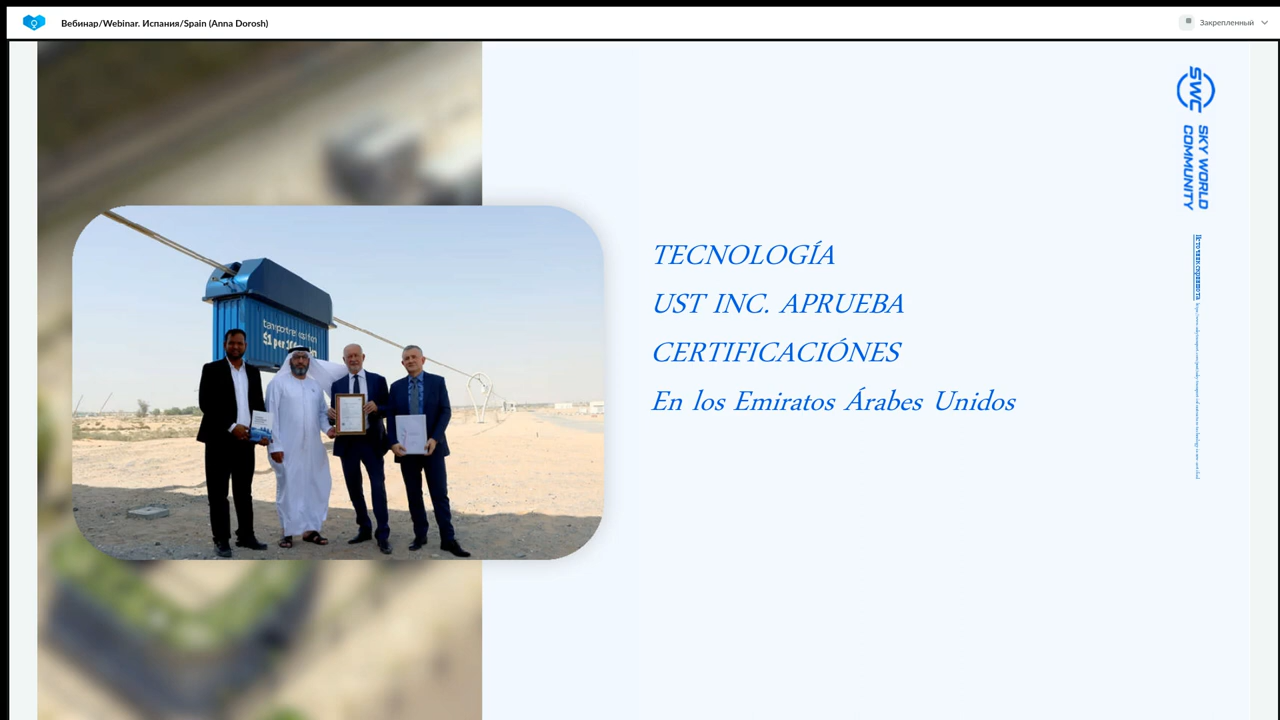 Вебинар/Webinar. Испания/Spain (Anna Dorosh)
Закрепленный
SWC
SKY WORLD
COMMUNITY
TECNOLOGÍA
UST INC. APRUEBA
CERTIFICACIÓNES
En los Emiratos Árabes Unidos